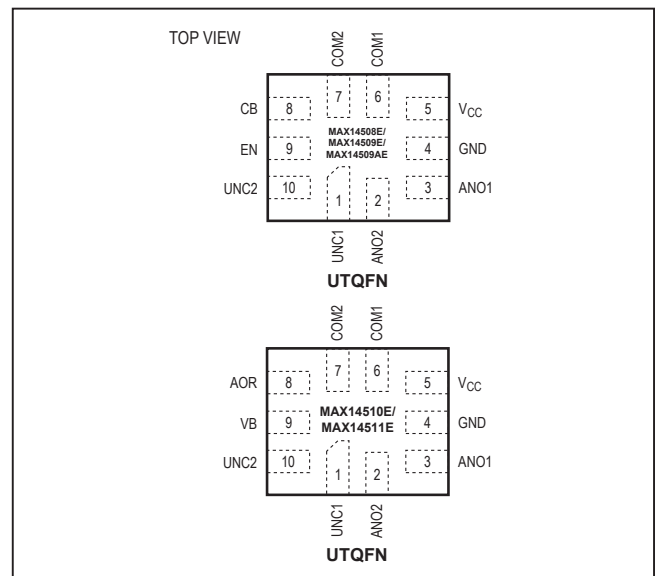 TOP VIEW
COM2
COM1
7
6
CB
8
5
VCC
MAX14508E/
MAX14509E/
MAX14509AE
EN
9
4
GND
UNC2
10
3
ANO1
1
2
UNC1
ANO2
UTQFN
COM2
COM1
7
6
AOR
8
5
VCC
MAX14510E/
MAX14511E
VB
9
4
GND
UNC2
10
3
ANO1
1
2
UNC1
ANO2
UTQFN